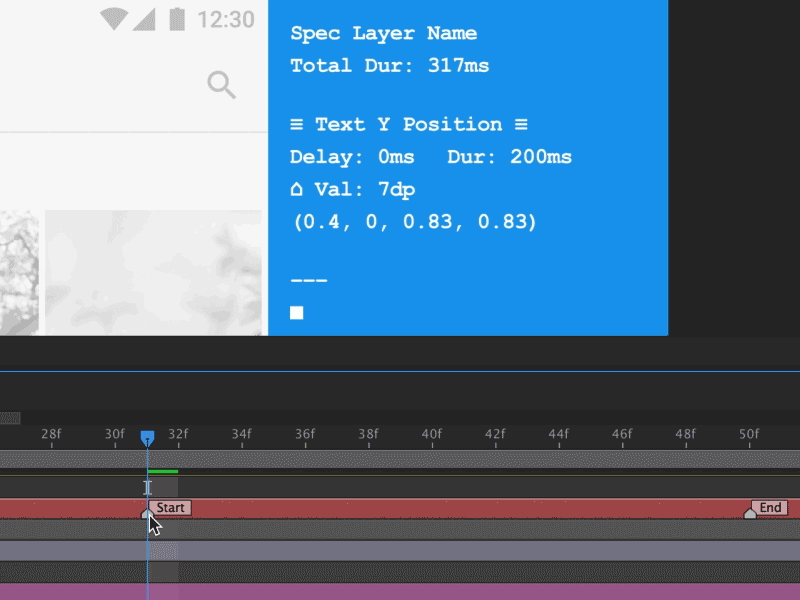 12:30
Spec Layer Name
Total Dur: 317ms
≡ Text Y Position ≡
Delay: 0ms Dur: 200ms
⌂ Val: 7dp
(0.4, 0, 0.83, 0.83)
---
28f 30f 32f 34f 36f 38f 40f 42f 44f 46f 48f 50f
Start End